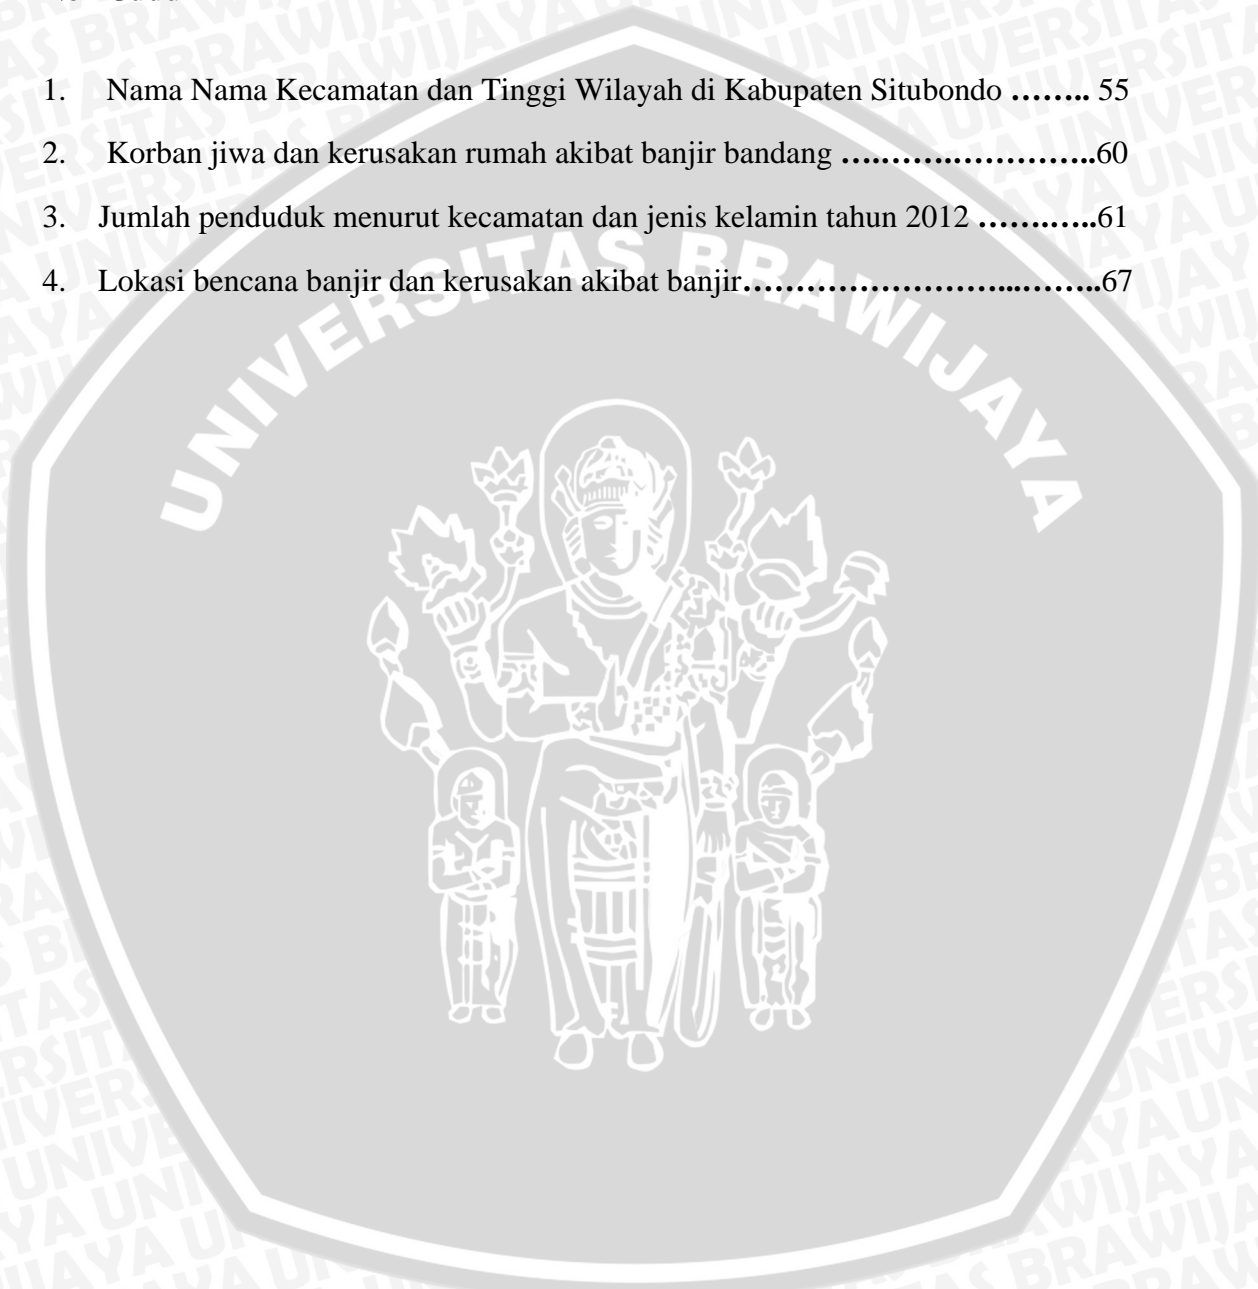 1. Nama Nama Kecamatan dan Tinggi Wilayah di Kabupaten Situbondo …….. 55
2. Korban jiwa dan kerusakan rumah akibat banjir bandang ….…….…………..60
3. Jumlah penduduk menurut kecamatan dan jenis kelamin tahun 2012 …….…..61
4. Lokasi bencana banjir dan kerusakan akibat banjir……………………...……..67
UNIVERSITAS BRAWIJAYA